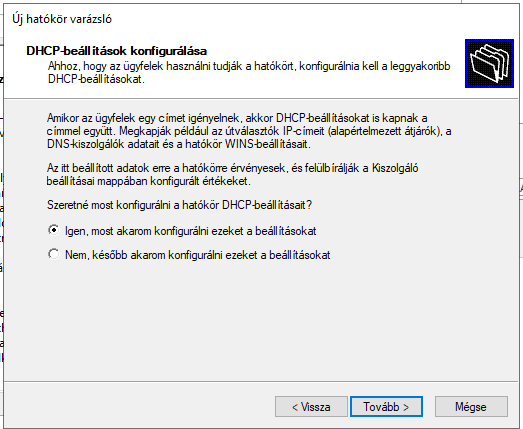 Új hatókör varázsló
DHCP-beállítások konfigurálása
Ahhoz, hogy az ügyfelek használni tudják a hatókört, konfigurálnia kell a leggyakoribb
DHCP-beállításokat.
Amikor az ügyfelek egy címet igényelnek, akkor DHCP-beállításokat is kapnak a
címmel együtt. Megkapják például az útválasztók IP-címeit (alapértelmezett átjárók), a
DNS-kiszolgálók adatait és a hatókör WINS-beállításait.
Az itt beállított adatok erre a hatókörre érvényesek, és felülbírálják a Kiszolgáló
beállításai mappában konfigurált értékeket.
Szeretné most konfigurálni a hatókör DHCP-beállításait?
Igen, most akarom konfigurálni ezeket a beállításokat
Nem, később akarom konfigurálni ezeket a beállításokat
< Vissza
Tovább >
Mégse